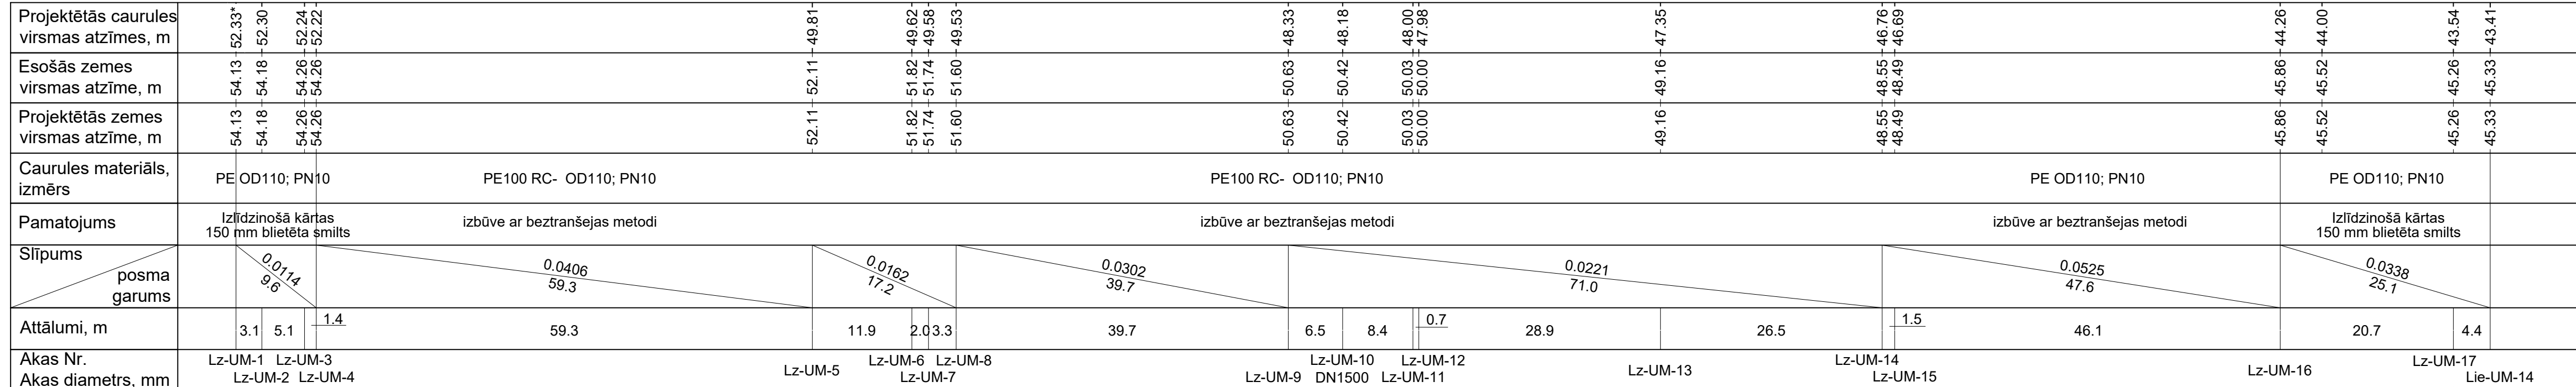 Projektētās caurules
virsmas atzīmes, m
52.33* 52.30 52.24 52.22 49.81 49.62 49.58 49.53 48.33 48.18 48.00 47.98 47.35 46.76 46.69 44.26 44.00 43.54 43.41
Esošās zemes
virsmas atzīme, m
54.13 54.18 54.26 54.26 52.11 51.82 51.74 51.60 50.63 50.42 50.03 50.00 49.16 48.55 48.49 45.86 45.52 45.26 45.33
Projektētās zemes
virsmas atzīme, m
54.13 54.18 54.26 54.26 52.11 51.82 51.74 51.60 50.63 50.42 50.03 50.00 49.16 48.55 48.49 45.86 45.52 45.26 45.33
Caurules materiāls,
izmērs
PE OD110; PN10 PE100 RC- OD110; PN10 PE100 RC- OD110; PN10 PE OD110; PN10 PE OD110; PN10
Pamatojums
Izlīdzinošā kārtas
150 mm blietēta smilts
izbūve ar beztranšejas metodi izbūve ar beztranšejas metodi izbūve ar beztranšejas metodi
Izlīdzinošā kārtas
150 mm blietēta smilts
Slīpums
posma
garums
0.0114 0.0406 0.0162 0.0302 0.0221 0.0525 0.0338
9.6 59.3 17.2 39.7 71.0 47.6 25.1
Attālumi, m
3.1 5.1 1.4 59.3 11.9 2.0 3.3 39.7 6.5 8.4 0.7 28.9 26.5 1.5 46.1 20.7 4.4
Akas Nr.
Akas diametrs, mm
Lz-UM-1 Lz-UM-3 Lz-UM-5 Lz-UM-6 Lz-UM-8 Lz-UM-9 Lz-UM-10 Lz-UM-12 Lz-UM-13 Lz-UM-14 Lz-UM-16 Lz-UM-17
Lz-UM-2 Lz-UM-4 Lz-UM-7 DN1500 Lz-UM-11 Lz-UM-15 Lie-UM-14